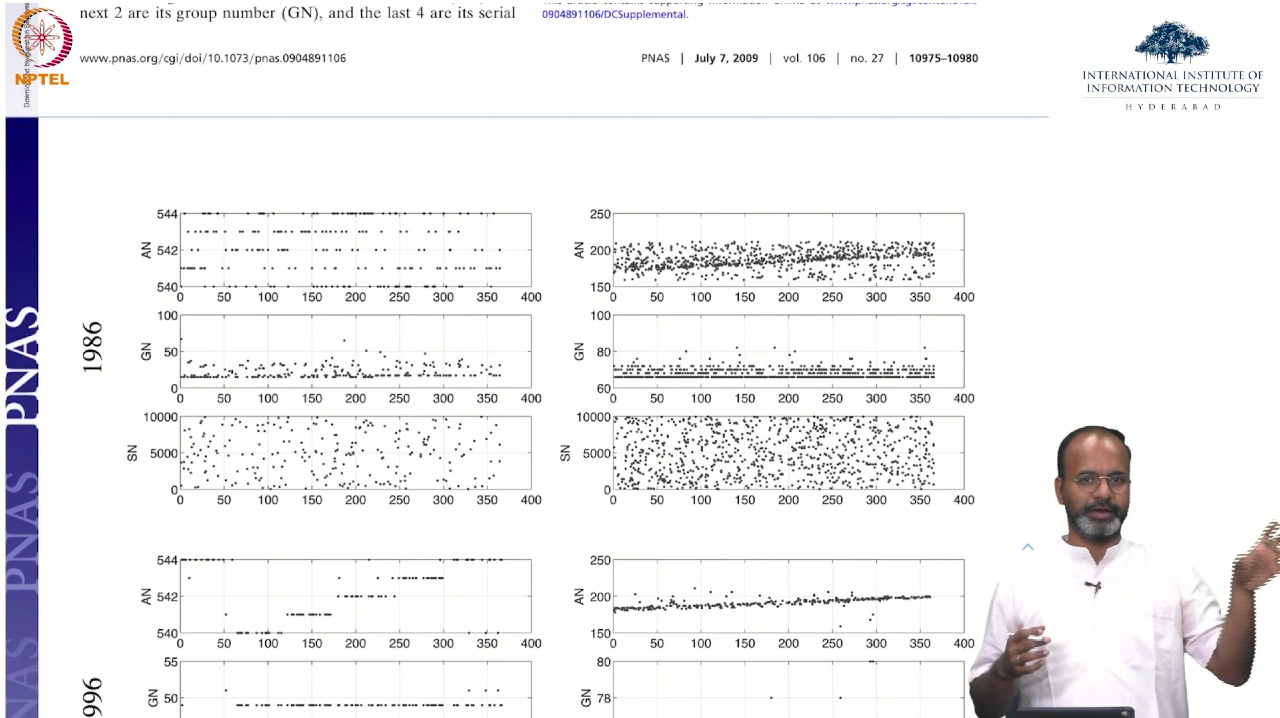 next 2 are its group number (GN), and the last 4 are its serial
0904891106/DCSupplemental.
www.pnas.org/cgi/doi/10.1073/pnas.0904891106
PNAS | July 7, 2009 | vol. 106 | no. 27 | 10975–10980
NPTEL
INTERNATIONAL INSTITUTE OF
INFORMATION TECHNOLOGY
HYDERABAD
PNAS
PNAS
PNAS
1986
AN
544
542
540
0 50 100 150 200 250 300 350 400
AN
250
200
150
0 50 100 150 200 250 300 350 400
GN
100
50
0
0 50 100 150 200 250 300 350 400
GN
100
80
60
0 50 100 150 200 250 300 350 400
SN
10000
5000
0
0 50 100 150 200 250 300 350 400
SN
10000
5000
0
0 50 100 150 200 250 300 350 400
996
AN
544
542
540
0 50 100 150 200 250 300 350 400
AN
250
200
150
0 50 100 150 200 250 300 350 400
GN
55
50
GN
80
78